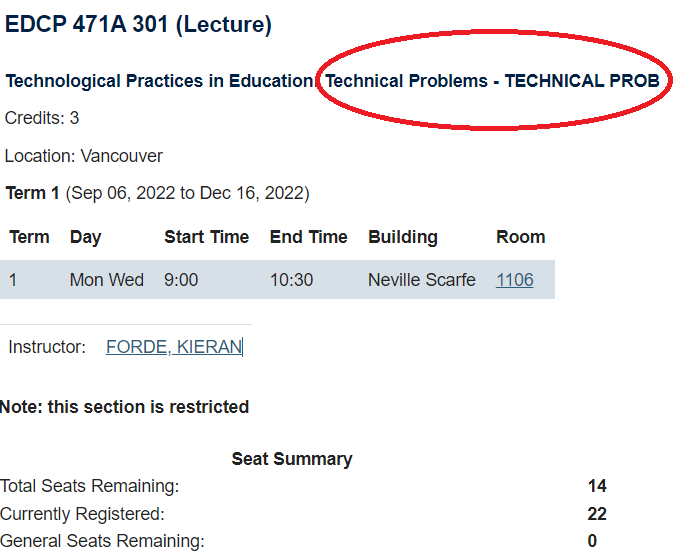 EDCP 471A 301 (Lecture)
Technological Practices in Education: Technical Problems - TECHNICAL PROB
Credits: 3
Location: Vancouver
Term 1 (Sep 06, 2022 to Dec 16, 2022)
Term Day Start Time End Time Building Room
1 Mon Wed 9:00 10:30 Neville Scarfe 1106
Instructor: FORDE, KIERAN
Note: this section is restricted
Seat Summary
Total Seats Remaining: 14
Currently Registered: 22
General Seats Remaining: 0